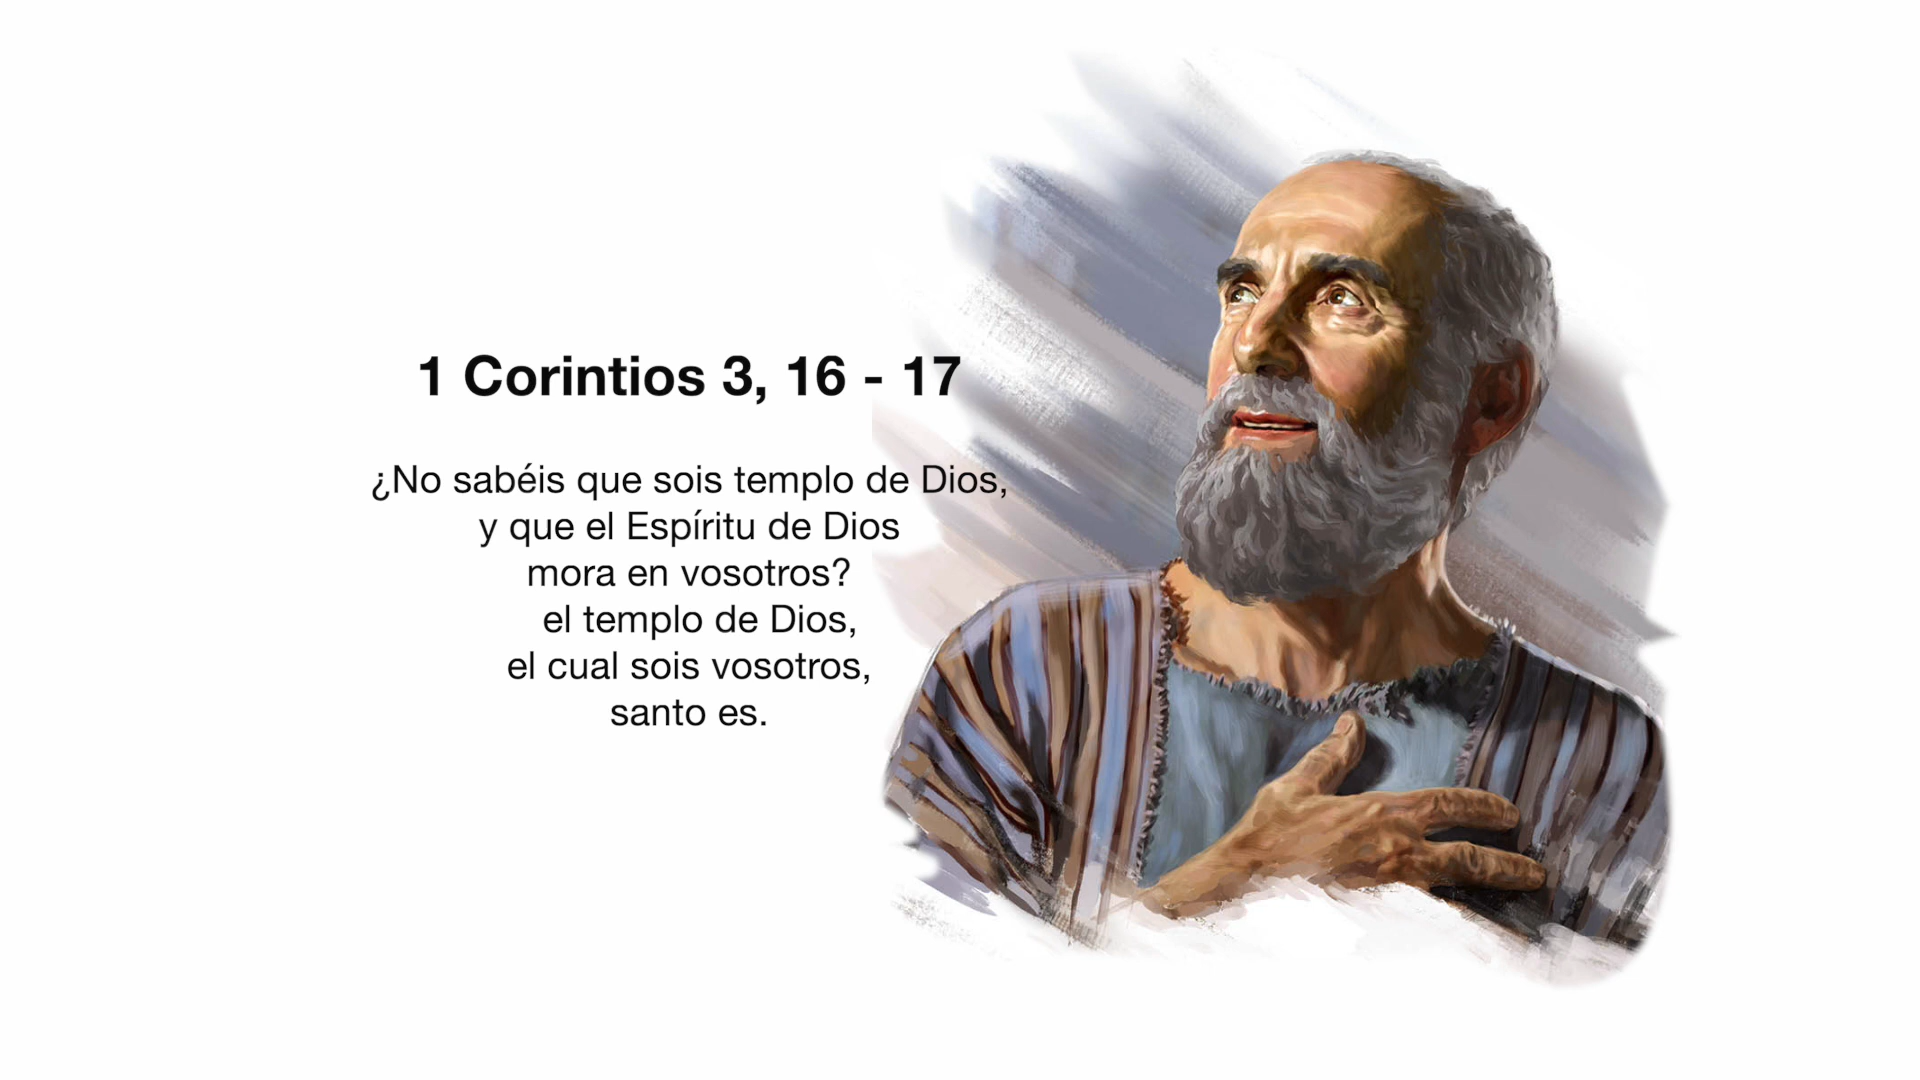 1 Corintios 3, 16 - 17
¿No sabéis que sois templo de Dios,
y que el Espíritu de Dios
mora en vosotros?
el templo de Dios,
el cual sois vosotros,
santo es.